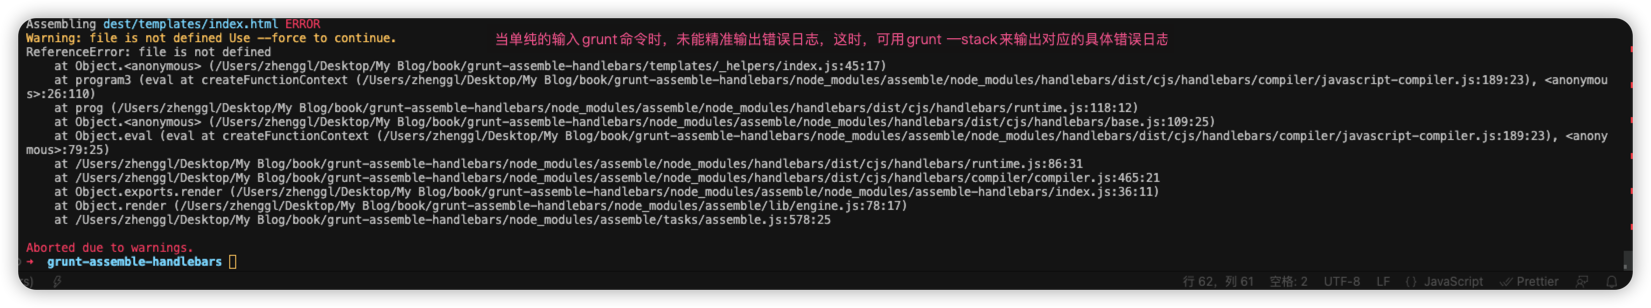 Assembling dest/templates/index.html ERROR
Warning: file is not defined Use --force to continue.
当单纯的输入grunt命令时，未能精准输出错误日志，这时，可用grunt —stack来输出对应的具体错误日志
ReferenceError: file is not defined
    at Object.<anonymous> (/Users/zhenggl/Desktop/My Blog/book/grunt-assemble-handlebars/templates/_helpers/index.js:45:17)
    at program3 (eval at createFunctionContext (/Users/zhenggl/Desktop/My Blog/book/grunt-assemble-handlebars/node_modules/assemble/node_modules/handlebars/dist/cjs/handlebars/compiler/javascript-compiler.js:189:23), <anonymou
s>:26:110)
    at prog (/Users/zhenggl/Desktop/My Blog/book/grunt-assemble-handlebars/node_modules/assemble/node_modules/handlebars/dist/cjs/handlebars/runtime.js:118:12)
    at Object.<anonymous> (/Users/zhenggl/Desktop/My Blog/book/grunt-assemble-handlebars/node_modules/assemble/node_modules/handlebars/dist/cjs/handlebars/base.js:109:25)
    at Object.eval (eval at createFunctionContext (/Users/zhenggl/Desktop/My Blog/book/grunt-assemble-handlebars/node_modules/assemble/node_modules/handlebars/dist/cjs/handlebars/compiler/javascript-compiler.js:189:23), <anony
mous>:79:25)
    at /Users/zhenggl/Desktop/My Blog/book/grunt-assemble-handlebars/node_modules/assemble/node_modules/handlebars/dist/cjs/handlebars/runtime.js:86:31
    at /Users/zhenggl/Desktop/My Blog/book/grunt-assemble-handlebars/node_modules/assemble/node_modules/handlebars/dist/cjs/handlebars/compiler/compiler.js:465:21
    at Object.exports.render (/Users/zhenggl/Desktop/My Blog/book/grunt-assemble-handlebars/node_modules/assemble/node_modules/assemble-handlebars/index.js:36:11)
    at Object.render (/Users/zhenggl/Desktop/My Blog/book/grunt-assemble-handlebars/node_modules/assemble/lib/engine.js:78:17)
    at /Users/zhenggl/Desktop/My Blog/book/grunt-assemble-handlebars/node_modules/assemble/tasks/assemble.js:578:25
Aborted due to warnings.
→ grunt-assemble-handlebars
行 62，列 61 空格: 2 UTF-8 LF {} JavaScript Prettier